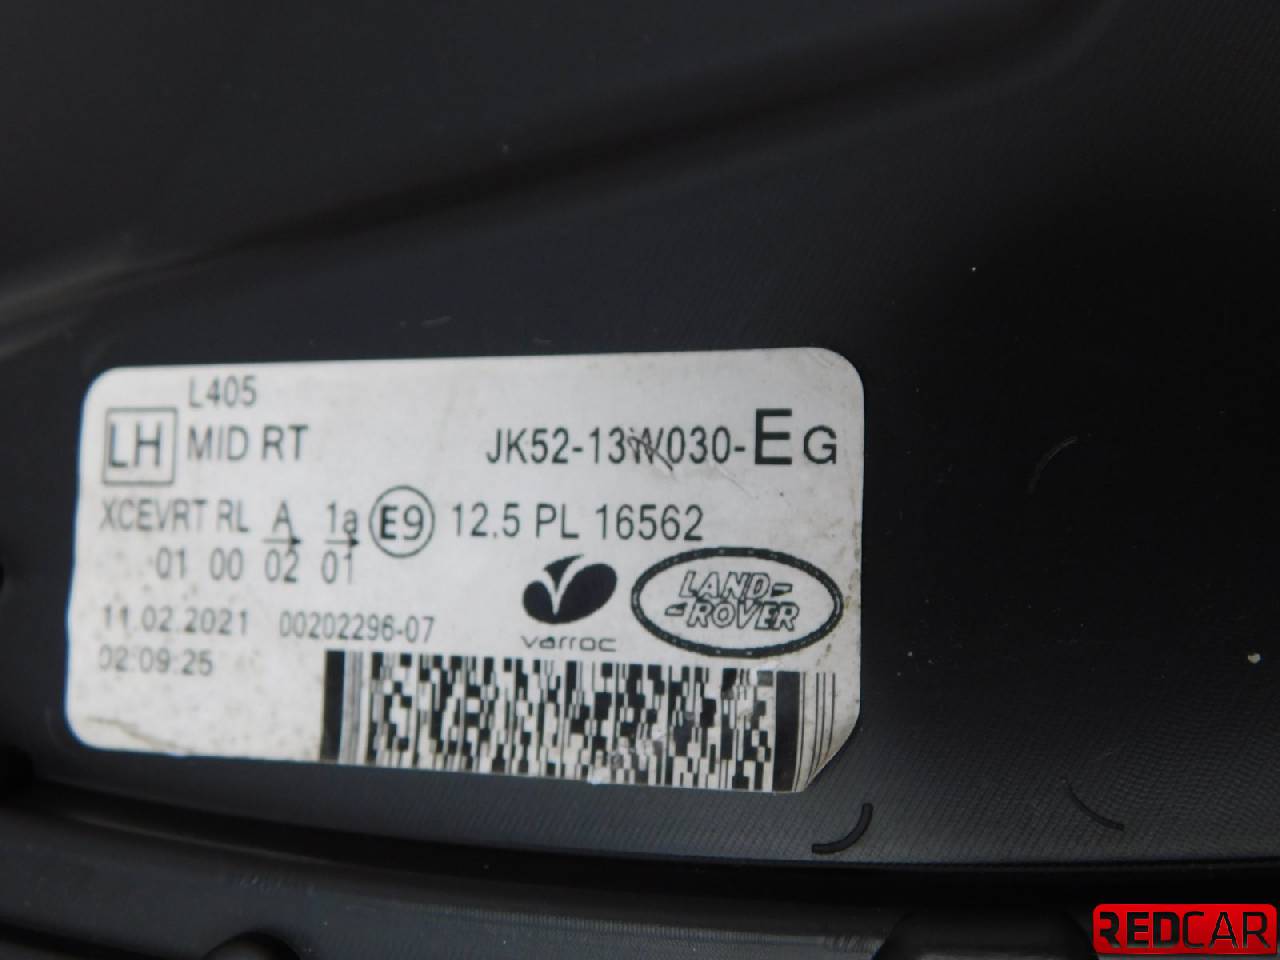 L405
LH MID RT JK52-13W030-EG
XCEVRT RL A 1a E9 12.5 PL 16562
01 00 02 01
11.02.2021 00202296-07
02:09:25
varroc
LAND-
-ROVER
REDCAR